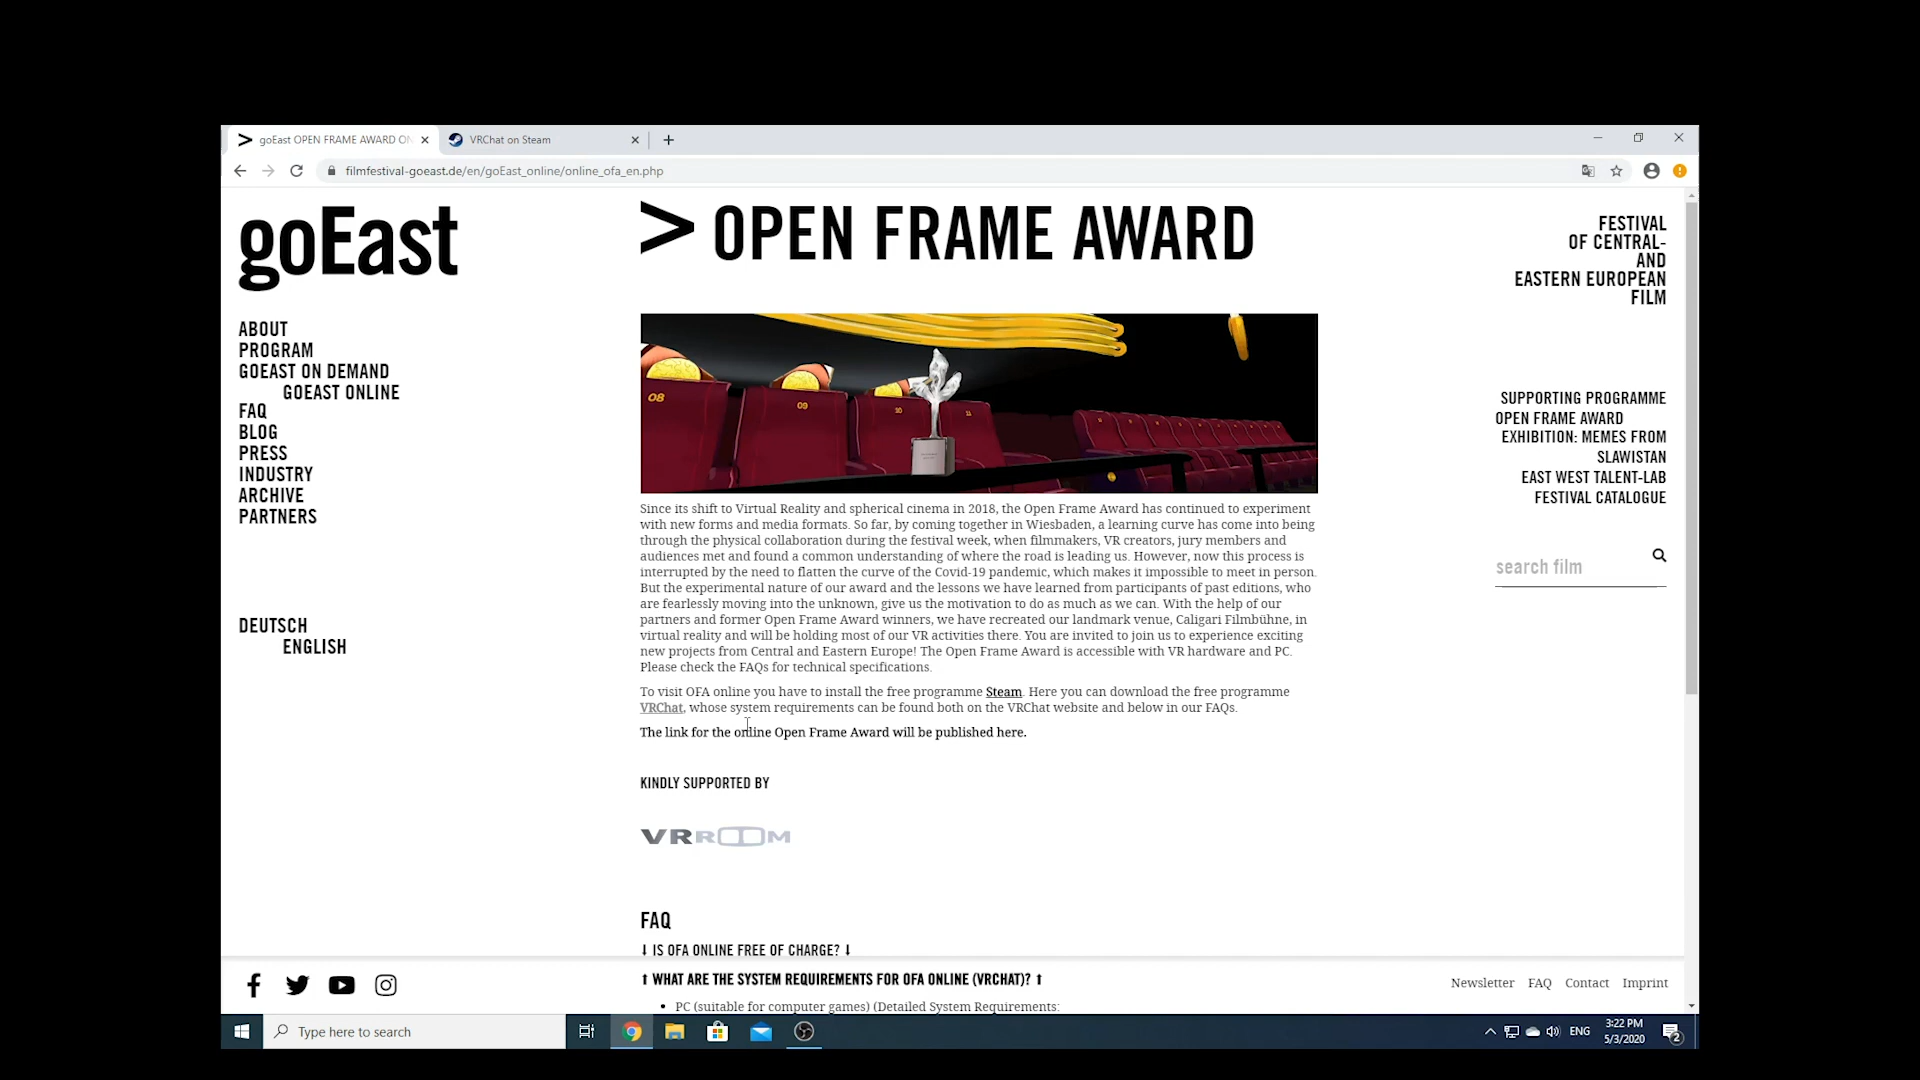 goEast OPEN FRAME AWARD ON
VRChat on Steam
filmfestival-goeast.de/en/goEast_online/online_ofa_en.php
goEast
> OPEN FRAME AWARD
FESTIVAL
OF CENTRAL-
AND
EASTERN EUROPEAN
FILM
ABOUT
PROGRAM
GOEAST ON DEMAND
GOEAST ONLINE
FAQ
BLOG
PRESS
INDUSTRY
ARCHIVE
PARTNERS
DEUTSCH
ENGLISH
08
09
10
11
Since its shift to Virtual Reality and spherical cinema in 2018, the Open Frame Award has continued to experiment
with new forms and media formats. So far, by coming together in Wiesbaden, a learning curve has come into being
through the physical collaboration during the festival week, when filmmakers, VR creators, jury members and
audiences met and found a common understanding of where the road is leading us. However, now this process is
interrupted by the need to flatten the curve of the Covid-19 pandemic, which makes it impossible to meet in person.
But the experimental nature of our award and the lessons we have learned from participants of past editions, who
are fearlessly moving into the unknown, give us the motivation to do as much as we can. With the help of our
partners and former Open Frame Award winners, we have recreated our landmark venue, Caligari Filmbühne, in
virtual reality and will be holding most of our VR activities there. You are invited to join us to experience exciting
new projects from Central and Eastern Europe! The Open Frame Award is accessible with VR hardware and PC.
Please check the FAQs for technical specifications.
To visit OFA online you have to install the free programme Steam. Here you can download the free programme
VRChat, whose system requirements can be found both on the VRChat website and below in our FAQs.
The link for the online Open Frame Award will be published here.
KINDLY SUPPORTED BY
VRROOM
FAQ
⬇ IS OFA ONLINE FREE OF CHARGE? ⬇
⬆ WHAT ARE THE SYSTEM REQUIREMENTS FOR OFA ONLINE (VRCHAT)? ⬆
• PC (suitable for computer games) (Detailed System Requirements:
SUPPORTING PROGRAMME
OPEN FRAME AWARD
EXHIBITION: MEMES FROM
SLAWISTAN
EAST WEST TALENT-LAB
FESTIVAL CATALOGUE
search film
Newsletter FAQ Contact Imprint
Type here to search
ENG
3:22 PM
5/3/2020
2